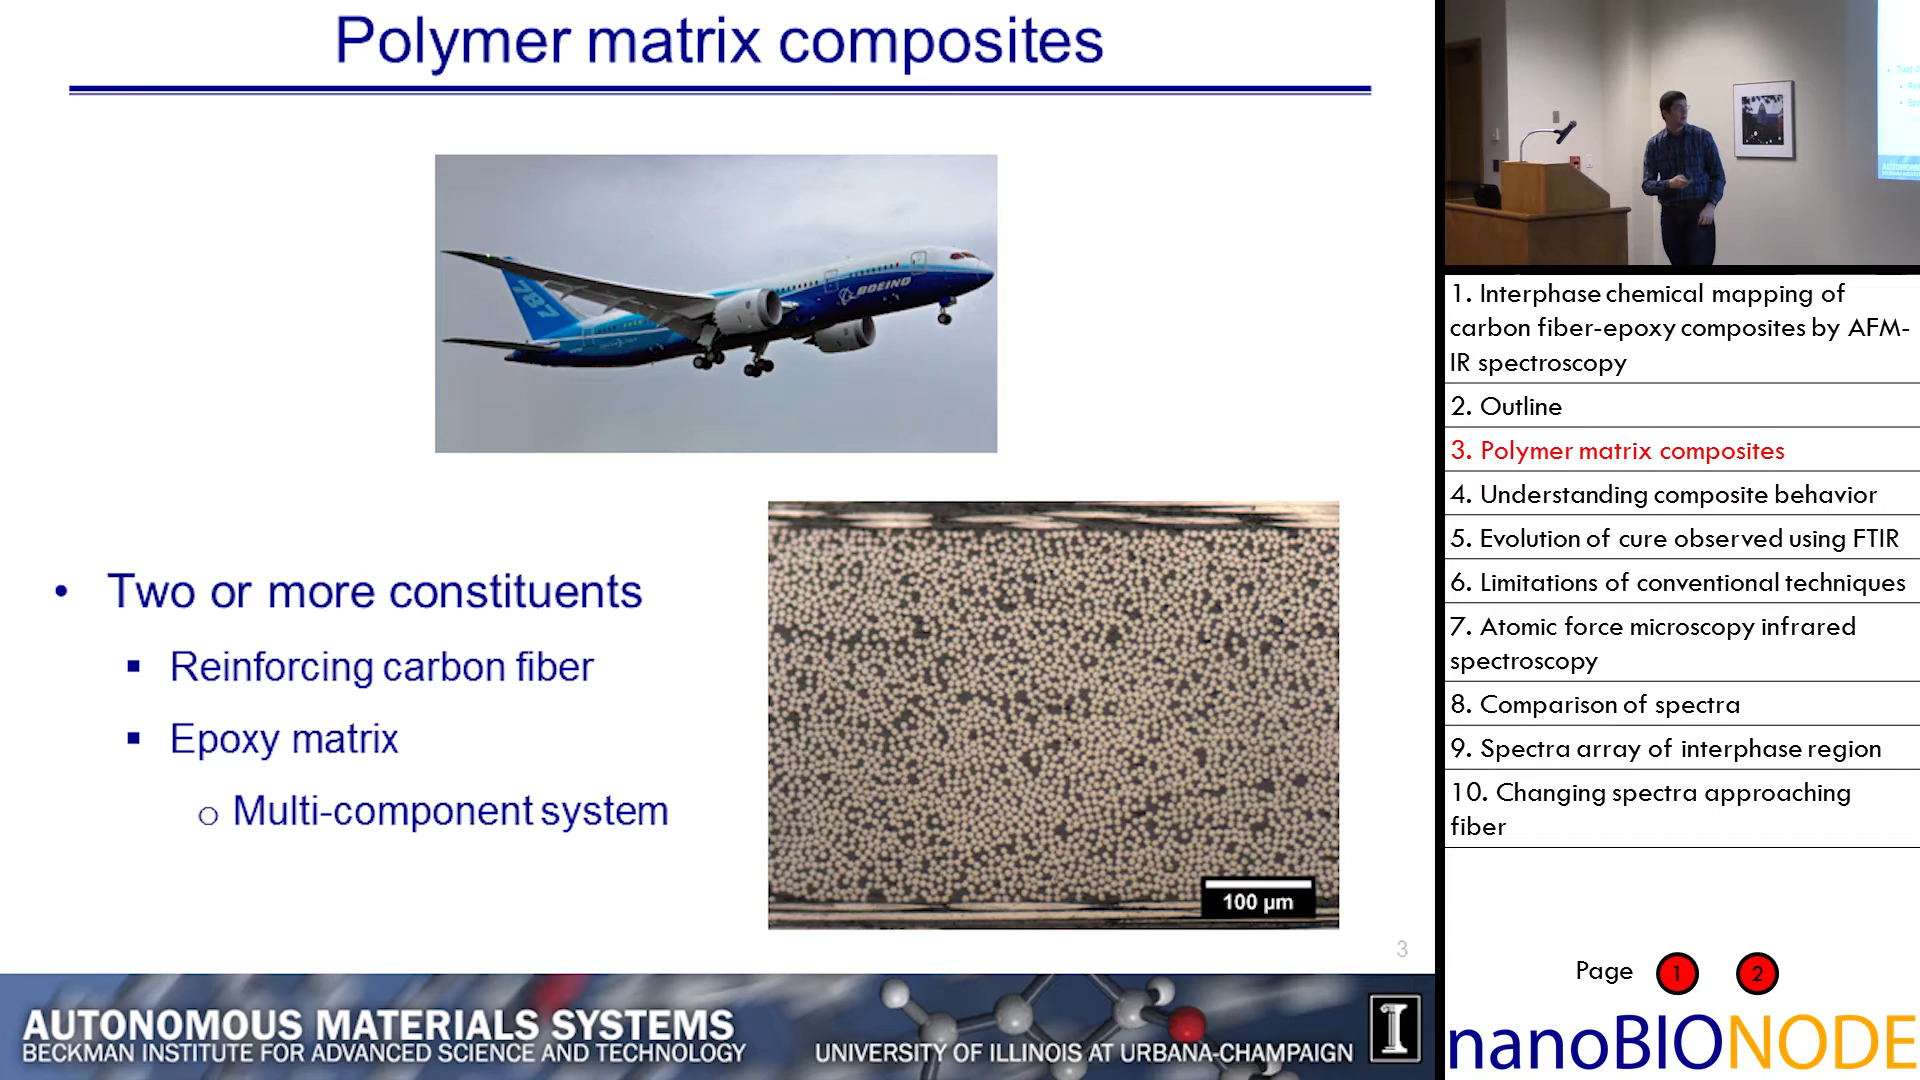 Polymer matrix composites
787
BOEING
• Two or more constituents
▪ Reinforcing carbon fiber
▪ Epoxy matrix
o Multi-component system
100 µm
3
AUTONOMOUS MATERIALS SYSTEMS
BECKMAN INSTITUTE FOR ADVANCED SCIENCE AND TECHNOLOGY
UNIVERSITY OF ILLINOIS AT URBANA-CHAMPAIGN
I
1. Interphase chemical mapping of
carbon fiber-epoxy composites by AFM-
IR spectroscopy
2. Outline
3. Polymer matrix composites
4. Understanding composite behavior
5. Evolution of cure observed using FTIR
6. Limitations of conventional techniques
7. Atomic force microscopy infrared
spectroscopy
8. Comparison of spectra
9. Spectra array of interphase region
10. Changing spectra approaching
fiber
Page 1 2
nanoBIONODE